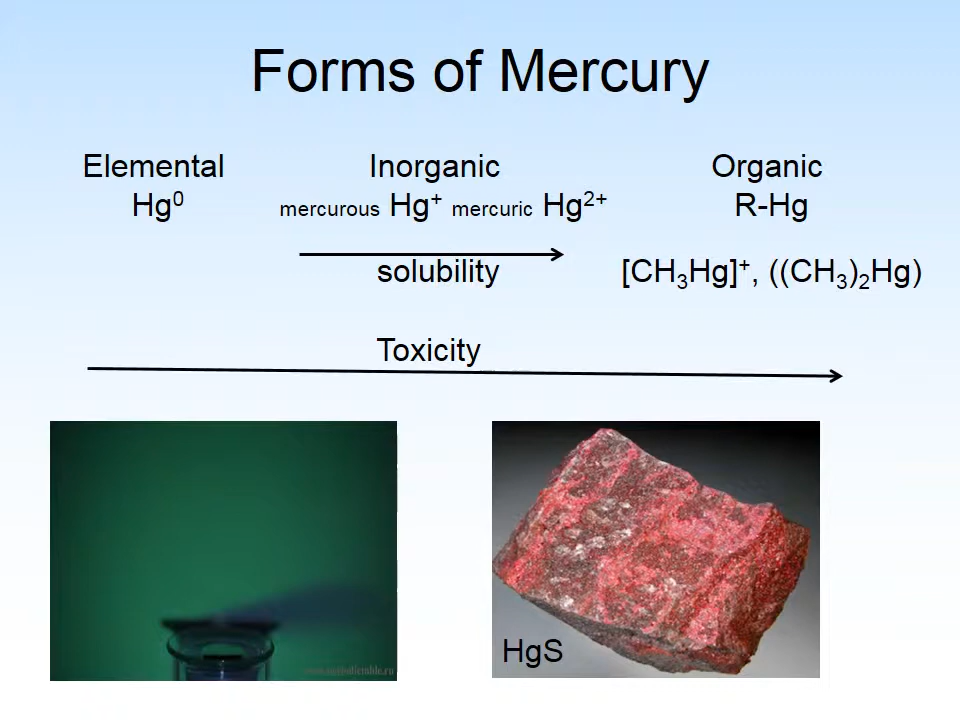 Forms of Mercury
Elemental
Hg⁰
Inorganic
mercurous Hg⁺ mercuric Hg²⁺
Organic
R-Hg
solubility
[CH₃Hg]⁺, ((CH₃)₂Hg)
Toxicity
HgS